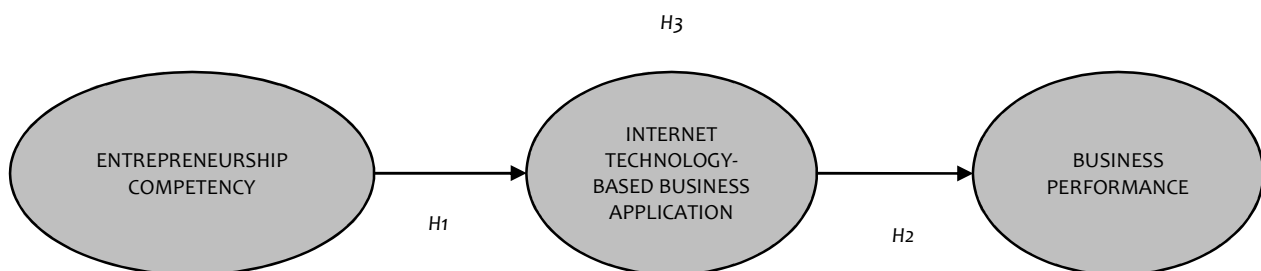 H3
ENTREPRENEURSHIP
COMPETENCY
INTERNET
TECHNOLOGY-
BASED BUSINESS
APPLICATION
BUSINESS
PERFORMANCE
H1
H2